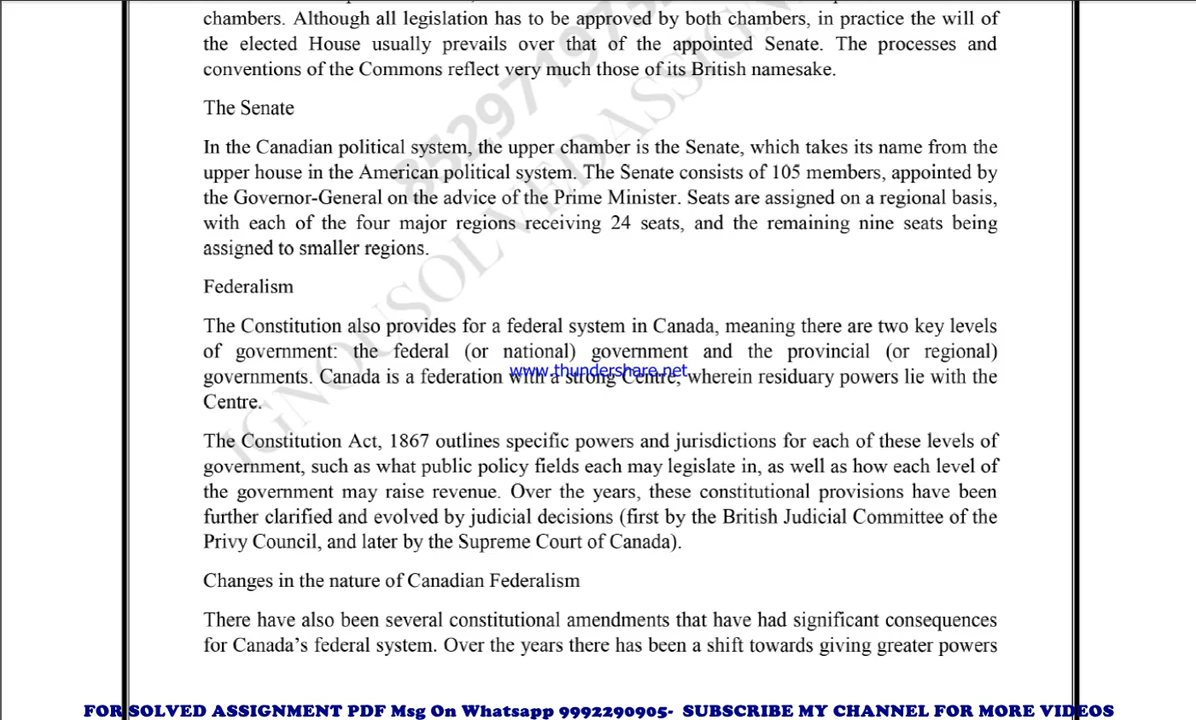 chambers. Although all legislation has to be approved by both chambers, in practice the will of
the elected House usually prevails over that of the appointed Senate. The processes and
conventions of the Commons reflect very much those of its British namesake.
The Senate
In the Canadian political system, the upper chamber is the Senate, which takes its name from the
upper house in the American political system. The Senate consists of 105 members, appointed by
the Governor-General on the advice of the Prime Minister. Seats are assigned on a regional basis,
with each of the four major regions receiving 24 seats, and the remaining nine seats being
assigned to smaller regions.
Federalism
The Constitution also provides for a federal system in Canada, meaning there are two key levels
of government: the federal (or national) government and the provincial (or regional)
governments. Canada is a federation with a strong Centre, wherein residuary powers lie with the
www.thundershare.net
Centre.
The Constitution Act, 1867 outlines specific powers and jurisdictions for each of these levels of
government, such as what public policy fields each may legislate in, as well as how each level of
the government may raise revenue. Over the years, these constitutional provisions have been
further clarified and evolved by judicial decisions (first by the British Judicial Committee of the
Privy Council, and later by the Supreme Court of Canada).
Changes in the nature of Canadian Federalism
There have also been several constitutional amendments that have had significant consequences
for Canada's federal system. Over the years there has been a shift towards giving greater powers
IGNOUSOLVEDASSIGN
FOR SOLVED ASSIGNMENT PDF Msg On Whatsapp 9992290905- SUBSCRIBE MY CHANNEL FOR MORE VIDEOS